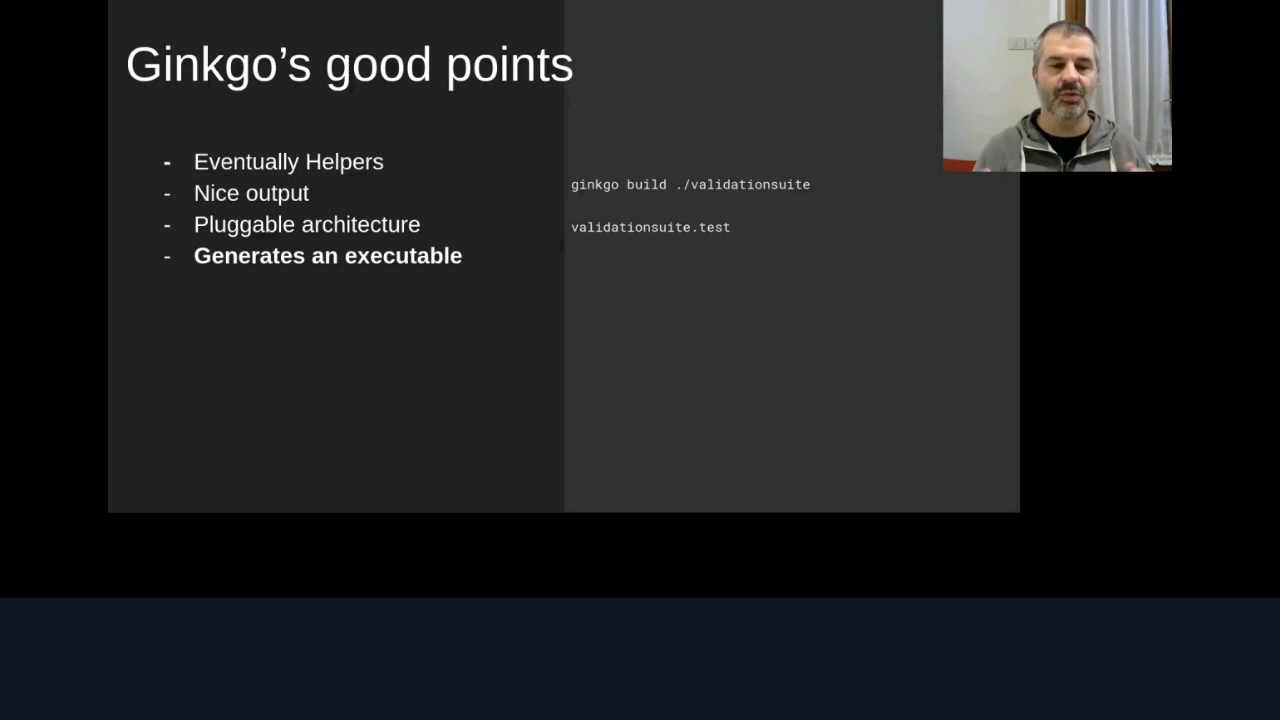 Ginkgo’s good points
- Eventually Helpers
- Nice output
- Pluggable architecture
- Generates an executable
ginkgo build ./validationsuite
validationsuite.test